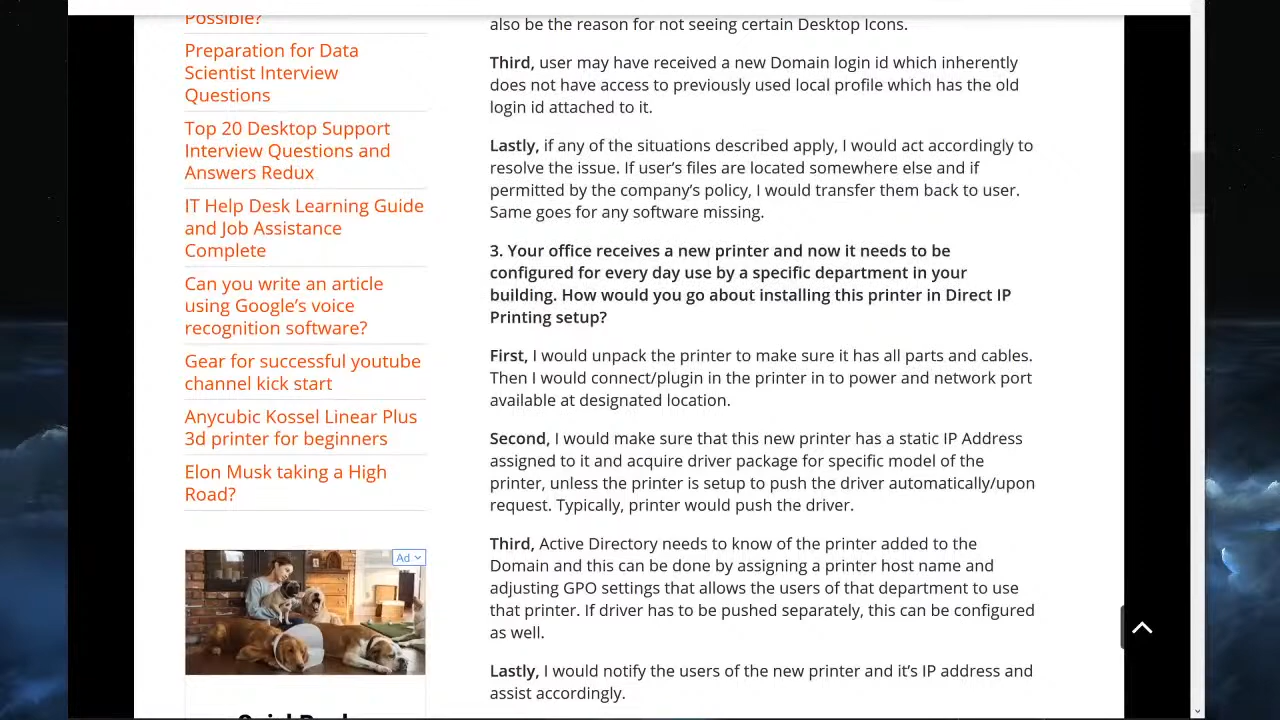 Possible?
Preparation for Data
Scientist Interview
Questions
Top 20 Desktop Support
Interview Questions and
Answers Redux
IT Help Desk Learning Guide
and Job Assistance
Complete
Can you write an article
using Google's voice
recognition software?
Gear for successful youtube
channel kick start
Anycubic Kossel Linear Plus
3d printer for beginners
Elon Musk taking a High
Road?
Ad
also be the reason for not seeing certain Desktop Icons.
Third, user may have received a new Domain login id which inherently
does not have access to previously used local profile which has the old
login id attached to it.
Lastly, if any of the situations described apply, I would act accordingly to
resolve the issue. If user's files are located somewhere else and if
permitted by the company's policy, I would transfer them back to user.
Same goes for any software missing.
3. Your office receives a new printer and now it needs to be
configured for every day use by a specific department in your
building. How would you go about installing this printer in Direct IP
Printing setup?
First, I would unpack the printer to make sure it has all parts and cables.
Then I would connect/plugin in the printer in to power and network port
available at designated location.
Second, I would make sure that this new printer has a static IP Address
assigned to it and acquire driver package for specific model of the
printer, unless the printer is setup to push the driver automatically/upon
request. Typically, printer would push the driver.
Third, Active Directory needs to know of the printer added to the
Domain and this can be done by assigning a printer host name and
adjusting GPO settings that allows the users of that department to use
that printer. If driver has to be pushed separately, this can be configured
as well.
Lastly, I would notify the users of the new printer and it's IP address and
assist accordingly.